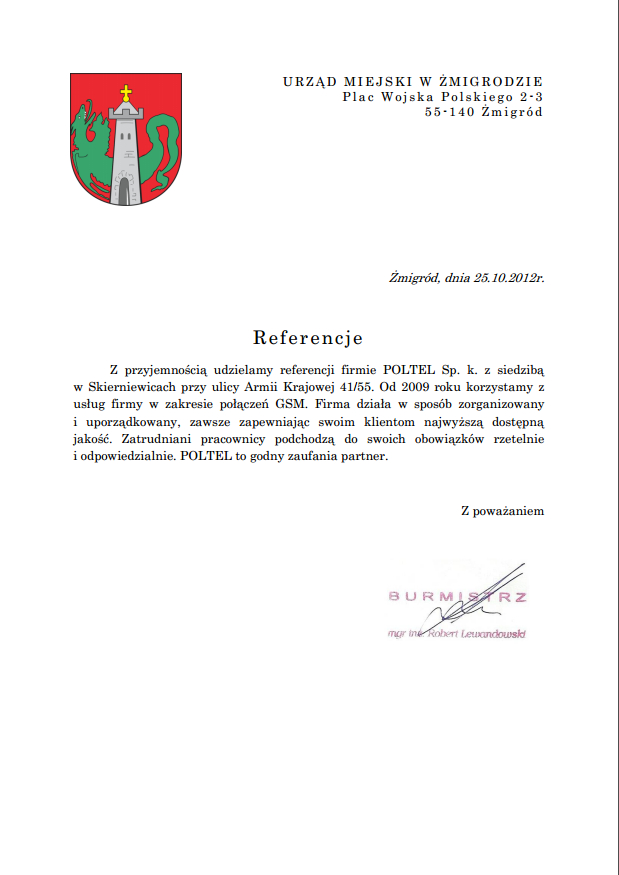 URZĄD MIEJSKI W ŻMIGRODZIE
Plac Wojska Polskiego 2-3
55-140 Żmigród
Żmigród, dnia 25.10.2012r.
Referencje
Z przyjemnością udzielamy referencji firmie POLTEL Sp. k. z siedzibą
w Skierniewicach przy ulicy Armii Krajowej 41/55. Od 2009 roku korzystamy z
usług firmy w zakresie połączeń GSM. Firma działa w sposób zorganizowany
i uporządkowany, zawsze zapewniając swoim klientom najwyższą dostępną
jakość. Zatrudniani pracownicy podchodzą do swoich obowiązków rzetelnie
i odpowiedzialnie. POLTEL to godny zaufania partner.
Z poważaniem
BURMISTRZ
mgr inż. Robert Lewandowski